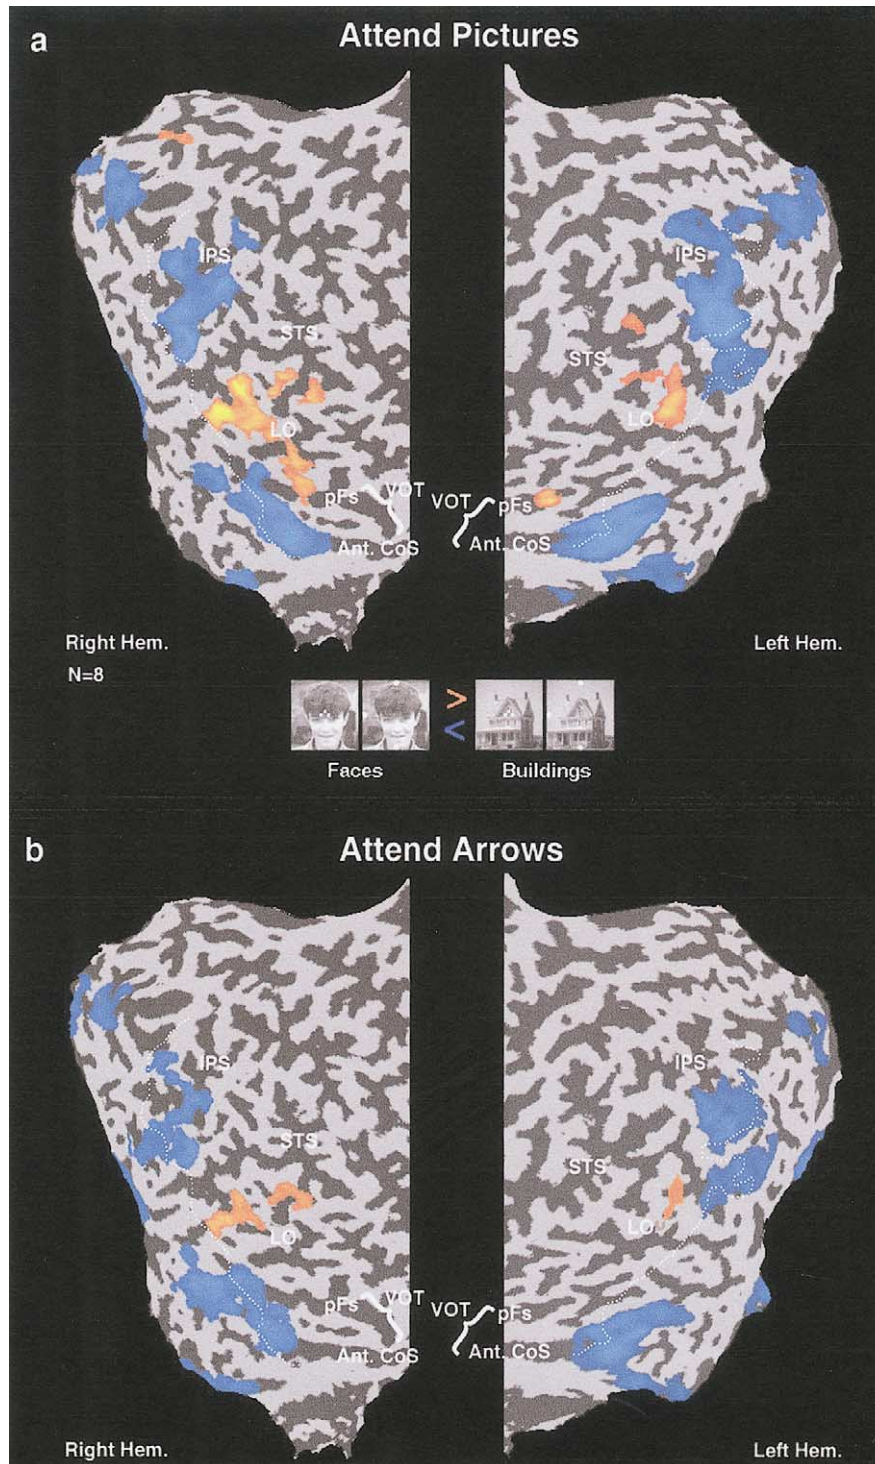 a
Attend Pictures
IPS
IPS
STS
STS
LO
LO
pFs VOT
VOT pFs
Ant. CoS
Ant. CoS
Right Hem.
Left Hem.
N=8
>
<
Faces
Buildings
b
Attend Arrows
IPS
IPS
STS
STS
LO
LO
pFs VOT
VOT pFs
Ant. CoS
Ant. CoS
Right Hem.
Left Hem.